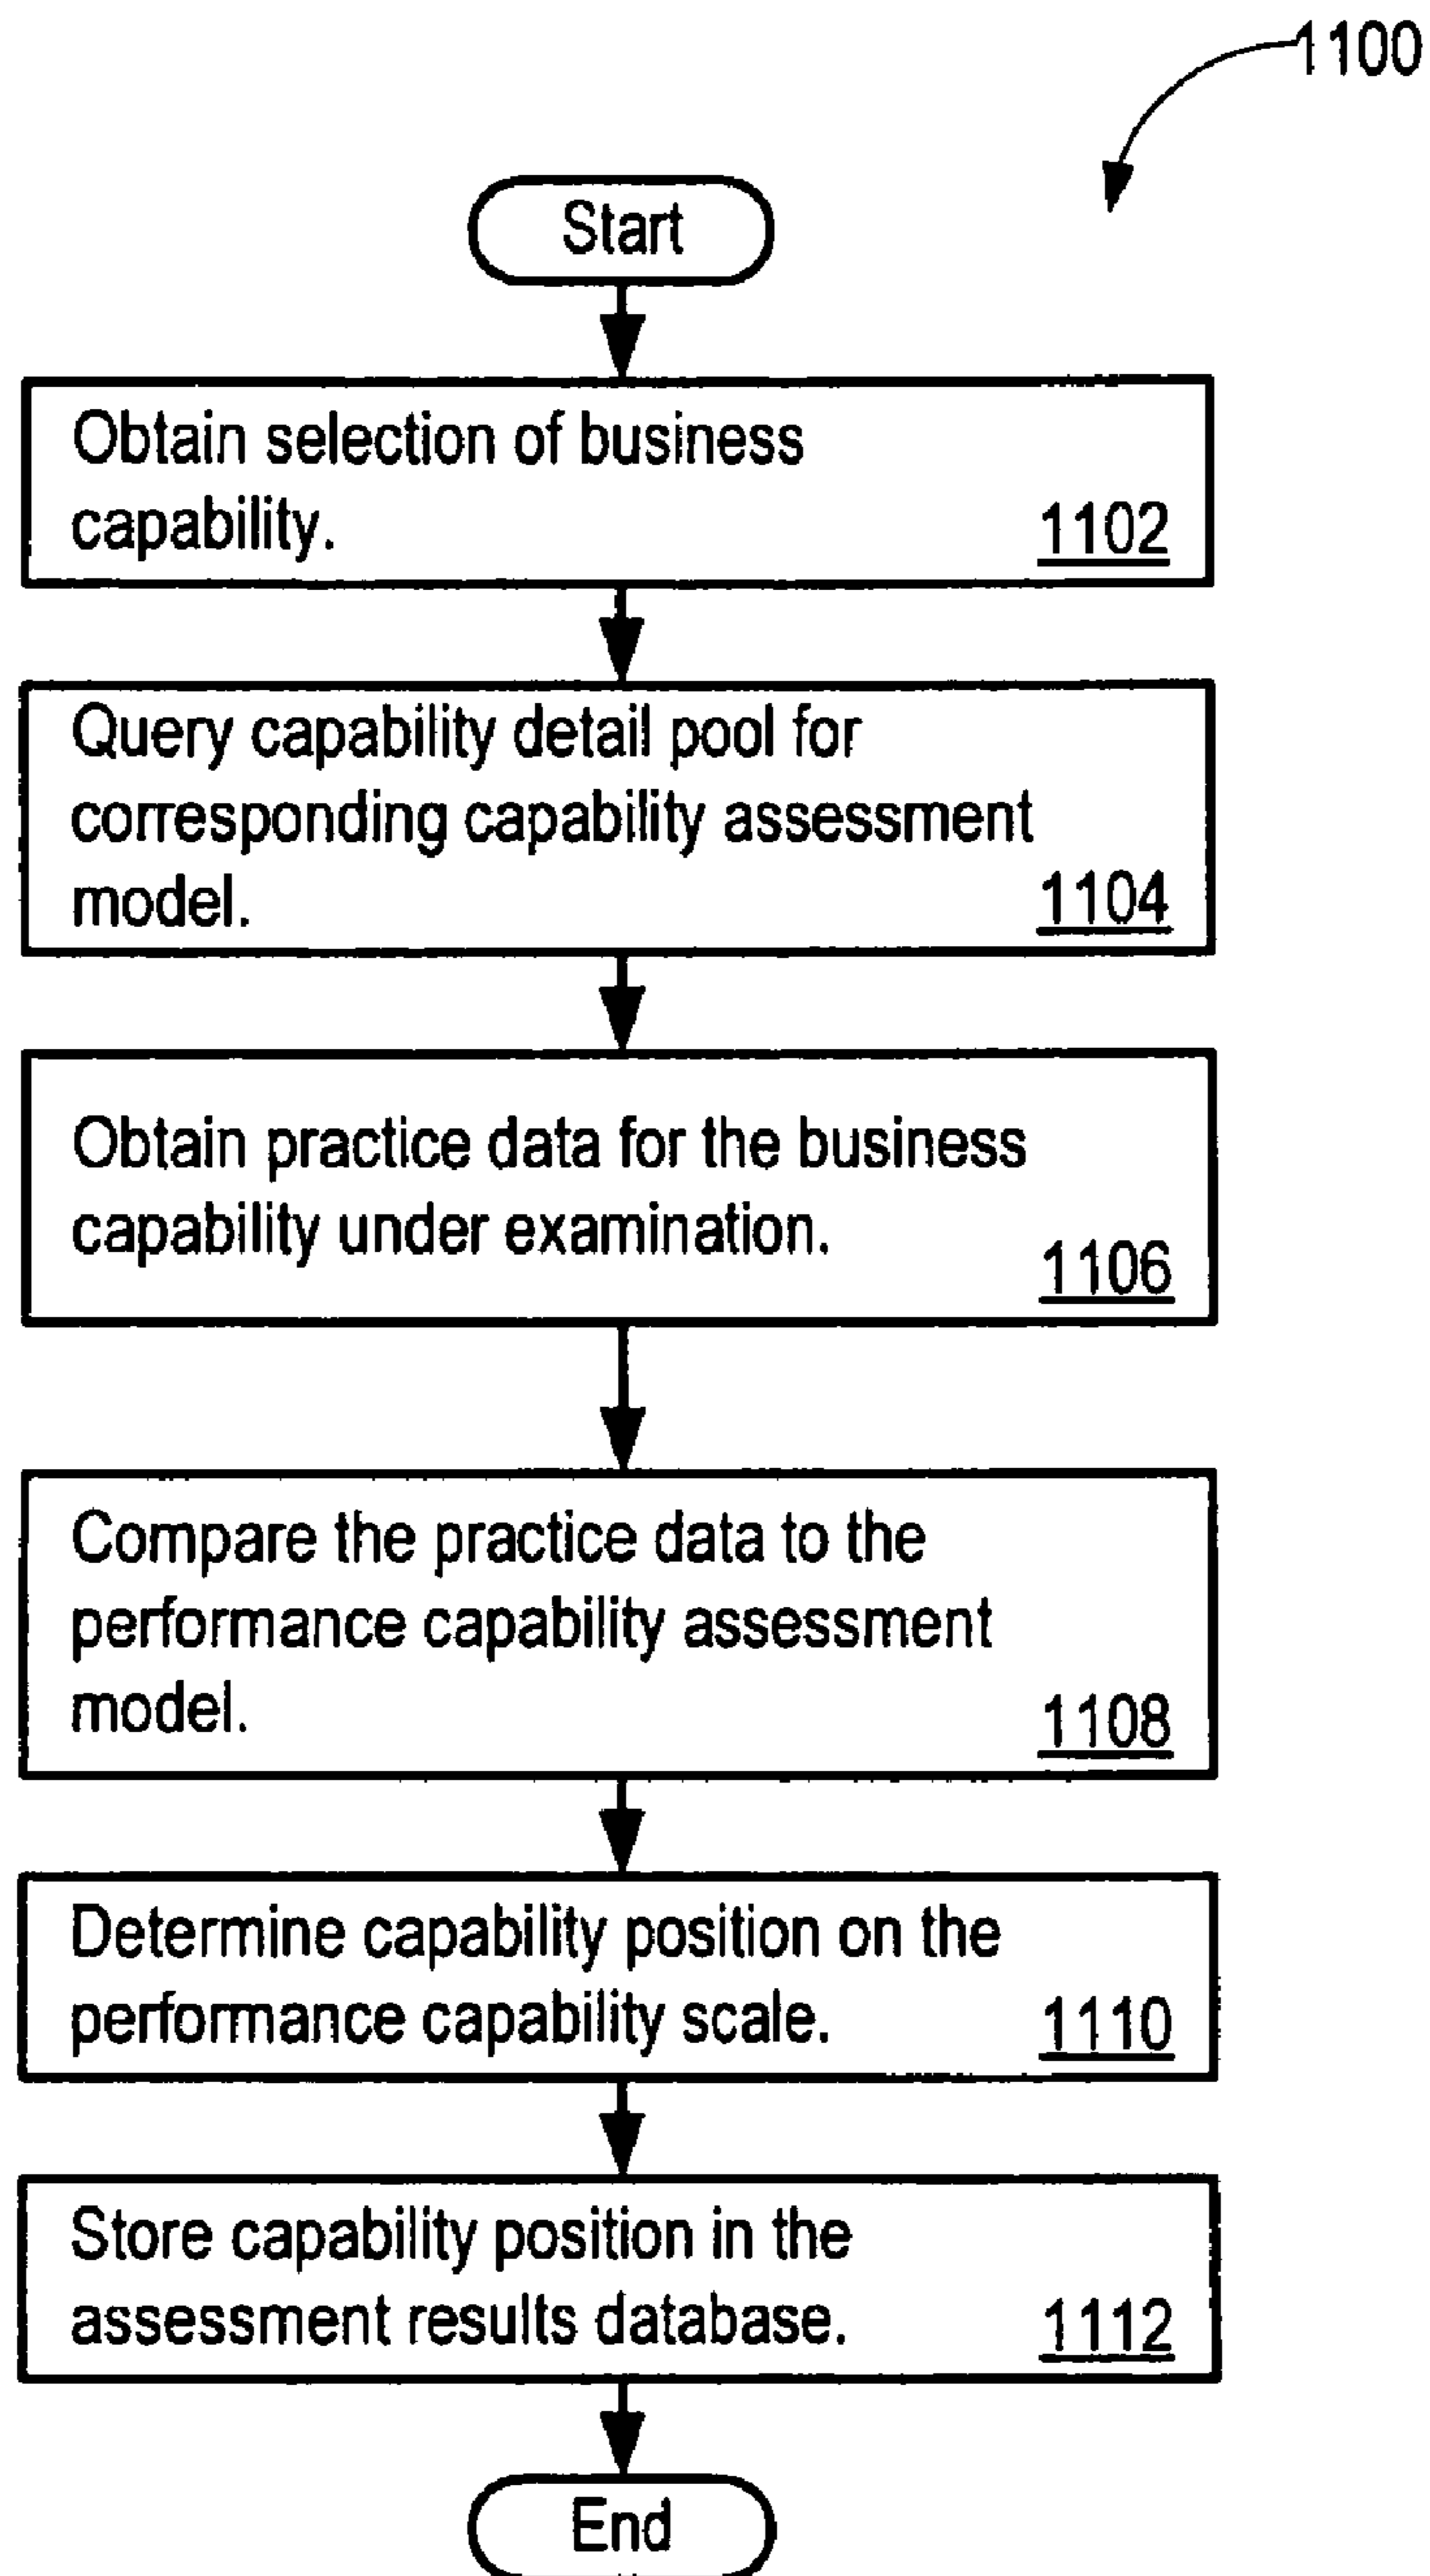 1100
Start
Obtain selection of business
capability.
1102
Query capability detail pool for
corresponding capability assessment
model.
1104
Obtain practice data for the business
capability under examination.
1106
Compare the practice data to the
performance capability assessment
model.
1108
Determine capability position on the
performance capability scale.
1110
Store capability position in the
assessment results database.
1112
End